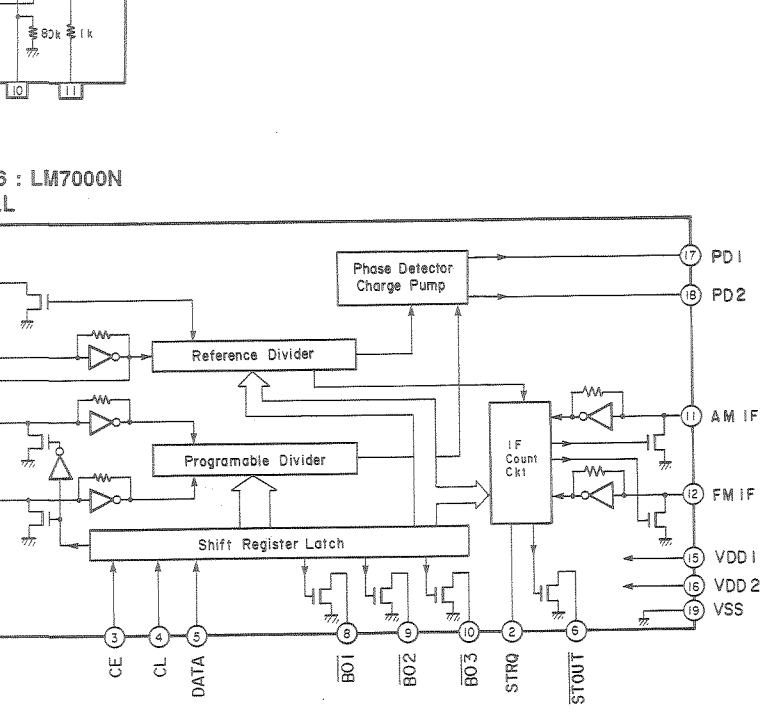 80k
1k
10
11
6 : LM7000N
LL
Phase Detector
Charge Pump
17 PD1
18 PD2
Reference Divider
11 AM IF
IF
Count
Ckt
Programable Divider
12 FM IF
Shift Register Latch
15 VDD1
16 VDD2
19 VSS
3
4
5
8
9
10
2
6
CE
CL
DATA
BO1
BO2
BO3
STRQ
STOUT